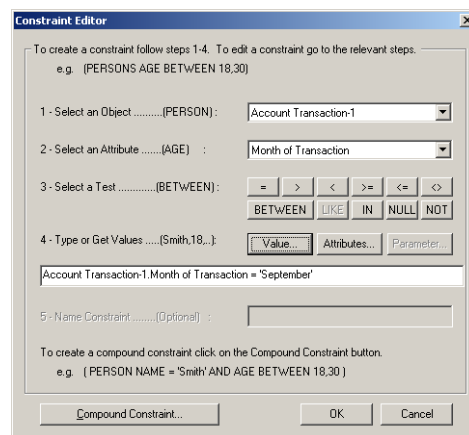 Constraint Editor
To create a constraint follow steps 1-4. To edit a constraint go to the relevant steps.
e.g. (PERSONS AGE BETWEEN 18,30)
1 - Select an Object .........(PERSON) : Account Transaction-1
2 - Select an Attribute .......(AGE) : Month of Transaction
3 - Select a Test ............(BETWEEN) : = > < >= <= <>
BETWEEN LIKE IN NULL NOT
4 - Type or Get Values .....(Smith,18,..): Value... Attributes... Parameter...
Account Transaction-1.Month of Transaction = 'September'
5 - Name Constraint ........(Optional) :
To create a compound constraint click on the Compound Constraint button.
e.g. ( PERSON NAME = 'Smith' AND AGE BETWEEN 18,30 )
Compound Constraint... OK Cancel